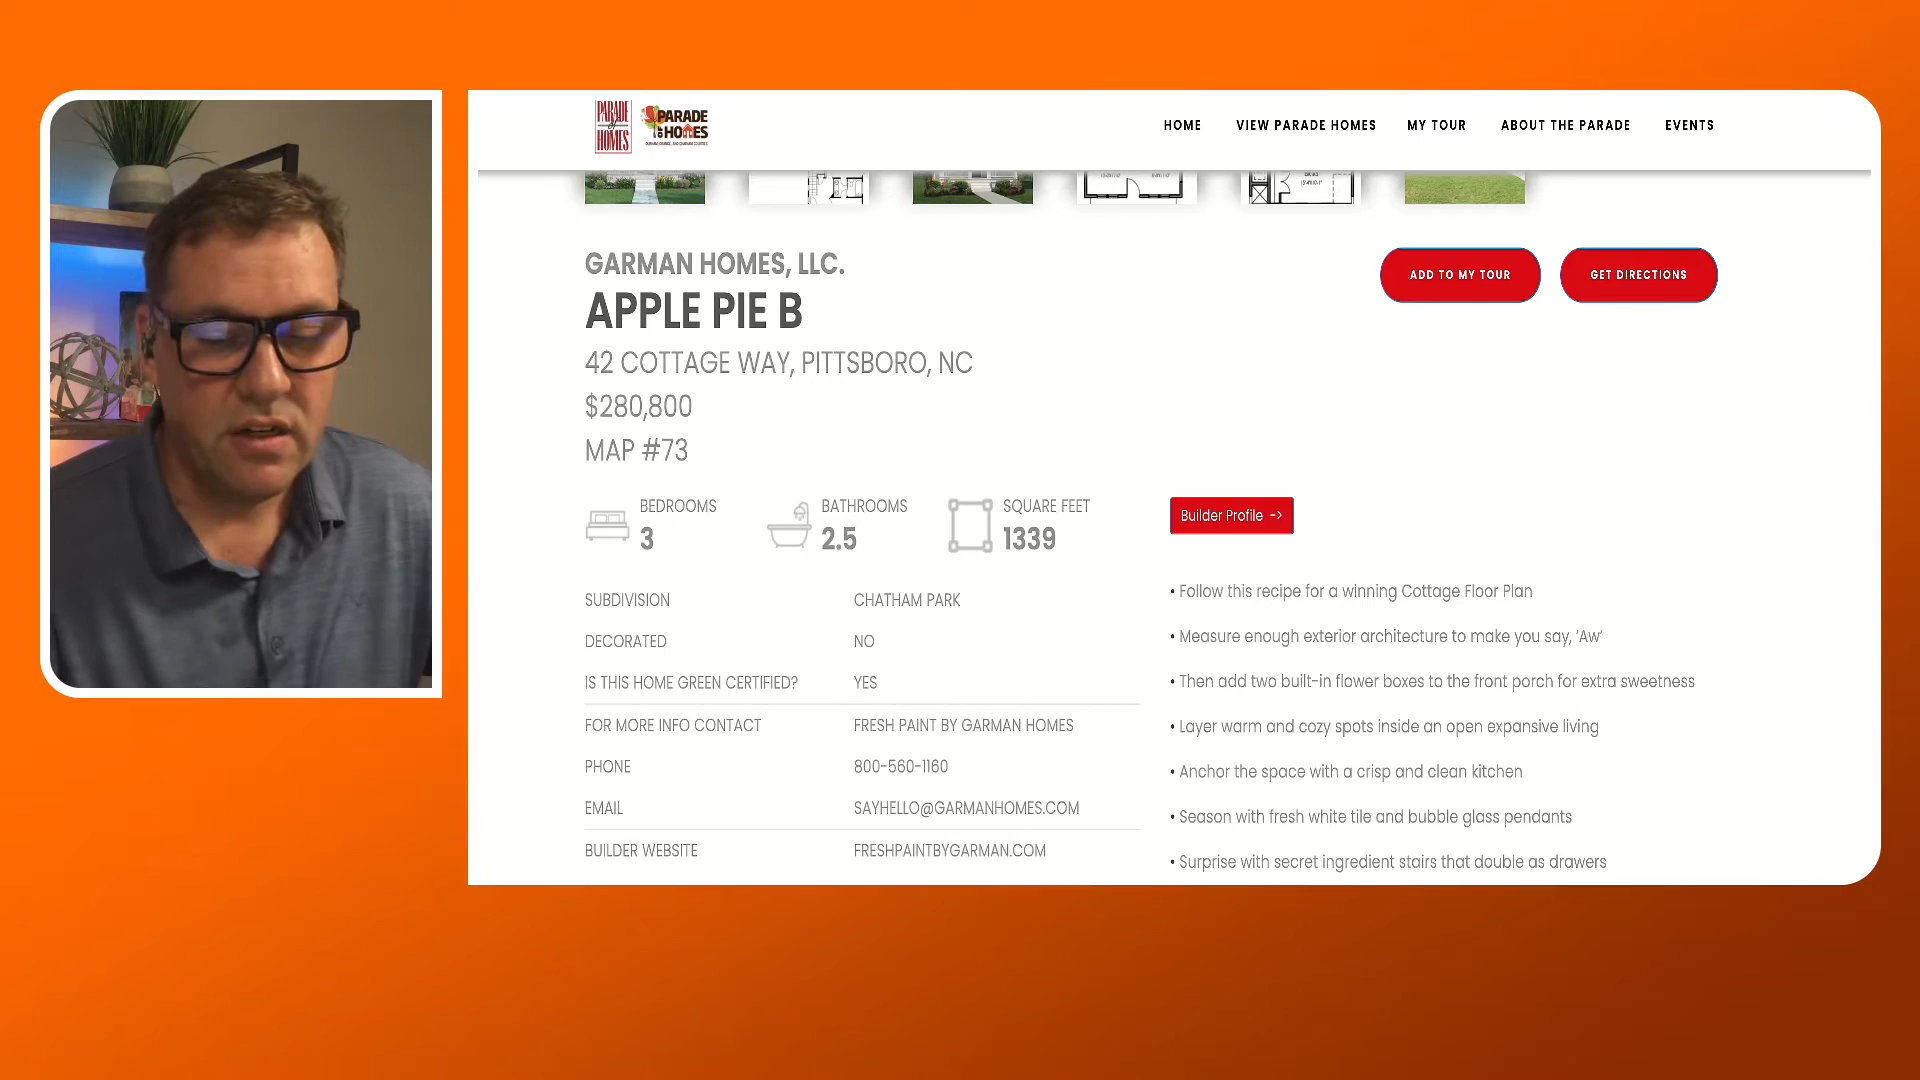 PARADE
of
HOMES
PARADE
OF HOMES
HOME
VIEW PARADE HOMES
MY TOUR
ABOUT THE PARADE
EVENTS
GARMAN HOMES, LLC.
APPLE PIE B
42 COTTAGE WAY, PITTSBORO, NC
$280,800
MAP #73
ADD TO MY TOUR
GET DIRECTIONS
BEDROOMS
3
BATHROOMS
2.5
SQUARE FEET
1339
SUBDIVISION CHATHAM PARK
DECORATED NO
IS THIS HOME GREEN CERTIFIED? YES
FOR MORE INFO CONTACT FRESH PAINT BY GARMAN HOMES
PHONE 800-560-1160
EMAIL SAYHELLO@GARMANHOMES.COM
BUILDER WEBSITE FRESHPAINTBYGARMAN.COM
Builder Profile ->
• Follow this recipe for a winning Cottage Floor Plan
• Measure enough exterior architecture to make you say, ‘Aw’
• Then add two built-in flower boxes to the front porch for extra sweetness
• Layer warm and cozy spots inside an open expansive living
• Anchor the space with a crisp and clean kitchen
• Season with fresh white tile and bubble glass pendants
• Surprise with secret ingredient stairs that double as drawers